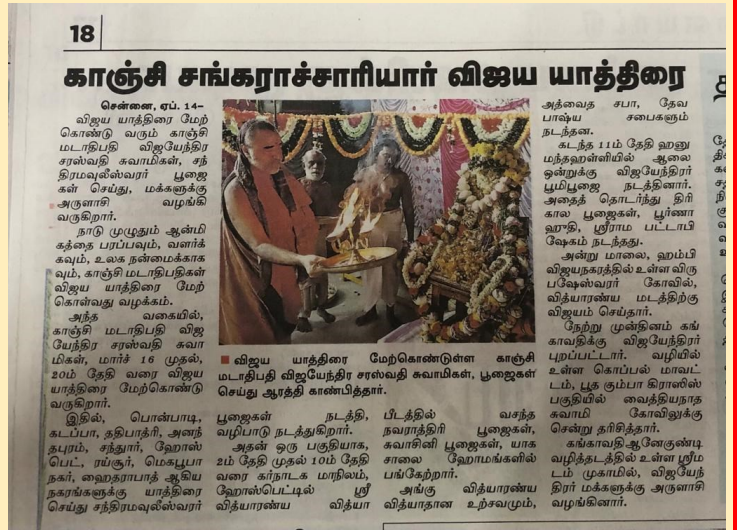 18
காஞ்சி சங்கராச்சாரியார் விஜய யாத்திரை
சென்னை, ஏப். 14–
விஜய யாத்திரை மேற்
கொண்டு வரும் காஞ்சி
மடாதிபதி விஜயேந்திர
சரஸ்வதி சுவாமிகள், சந்
திரமவுலீஸ்வரர் பூஜை
கள் செய்து, மக்களுக்கு
அருளாசி வழங்கி
வருகிறார்.
நாடு முழுதும் ஆன்மி
கத்தை பரப்பவும், வளர்க்
கவும், உலக நன்மைக்காக
வும், காஞ்சி மடாதிபதிகள்
விஜய யாத்திரை மேற்
கொள்வது வழக்கம்.
அந்த வகையில்,
காஞ்சி மடாதிபதி விஜ
யேந்திர சரஸ்வதி சுவா
மிகள், மார்ச் 16 முதல்,
20ம் தேதி வரை விஜய
யாத்திரை மேற்கொண்டு
வருகிறார்.
இதில், பொன்பாடி,
கடப்பா, ததிபாத்ரி, அனந்
தபுரம், சந்தூர், ஹோஸ்
பெட், ரய்சூர், மெகபூபா
நகர், ஹைதராபாத் ஆகிய
நகரங்களுக்கு யாத்திரை
செய்து சந்திரமவுலீஸ்வரர்
■ விஜய யாத்திரை மேற்கொண்டுள்ள காஞ்சி
மடாதிபதி விஜயேந்திர சரஸ்வதி சுவாமிகள், பூஜைகள்
செய்து ஆரத்தி காண்பித்தார்.
பூஜைகள் நடத்தி,
வழிபாடு நடத்துகிறார்.
அதன் ஒரு பகுதியாக,
2ம் தேதி முதல் 10ம் தேதி
வரை கர்நாடக மாநிலம்,
ஹோஸ்பெட்டில் ஸ்ரீ
வித்யாரண்ய வித்யா
பீடத்தில் வசந்த
நவராத்திரி பூஜைகள்,
சுவாசினி பூஜைகள், யாக
சாலை ஹோமங்களில்
பங்கேற்றார்.
அங்கு வித்யாரண்ய
வித்யாதான உற்சவமும்,
அத்வைத சபா, தேவ
பாஷ்ய சபைகளும்
நடந்தன.
கடந்த 11ம் தேதி ஹனு
மந்தஹள்ளியில் ஆலை
ஒன்றுக்கு விஜயேந்திரர்
பூமிபூஜை நடத்தினார்.
அதைத் தொடர்ந்து திரி
கால பூஜைகள், பூர்ணா
ஹுதி, ஸ்ரீராம பட்டாபி
ஷேகம் நடந்தது.
அன்று மாலை, ஹம்பி
விஜயநகரத்தில் உள்ள விரு
பஷேஸ்வரர் கோவில்,
வித்யாரண்ய மடத்திற்கு
விஜயம் செய்தார்.
நேற்று முன்தினம் கங்
காவதிக்கு விஜயேந்திரர்
புறப்பட்டார். வழியில்
உள்ள கொப்பல் மாவட்
டம், பூக கும்பா கிராஸிஸ்
பகுதியில் வைத்தியநாத
சுவாமி கோவிலுக்கு
சென்று தரிசித்தார்.
கங்காவதிஆனேகுண்டி
வழித்தடத்தில் உள்ள ஸ்ரீம
டம் முகாமில், விஜயேந்
திரர் மக்களுக்கு அருளாசி
வழங்கினார்.